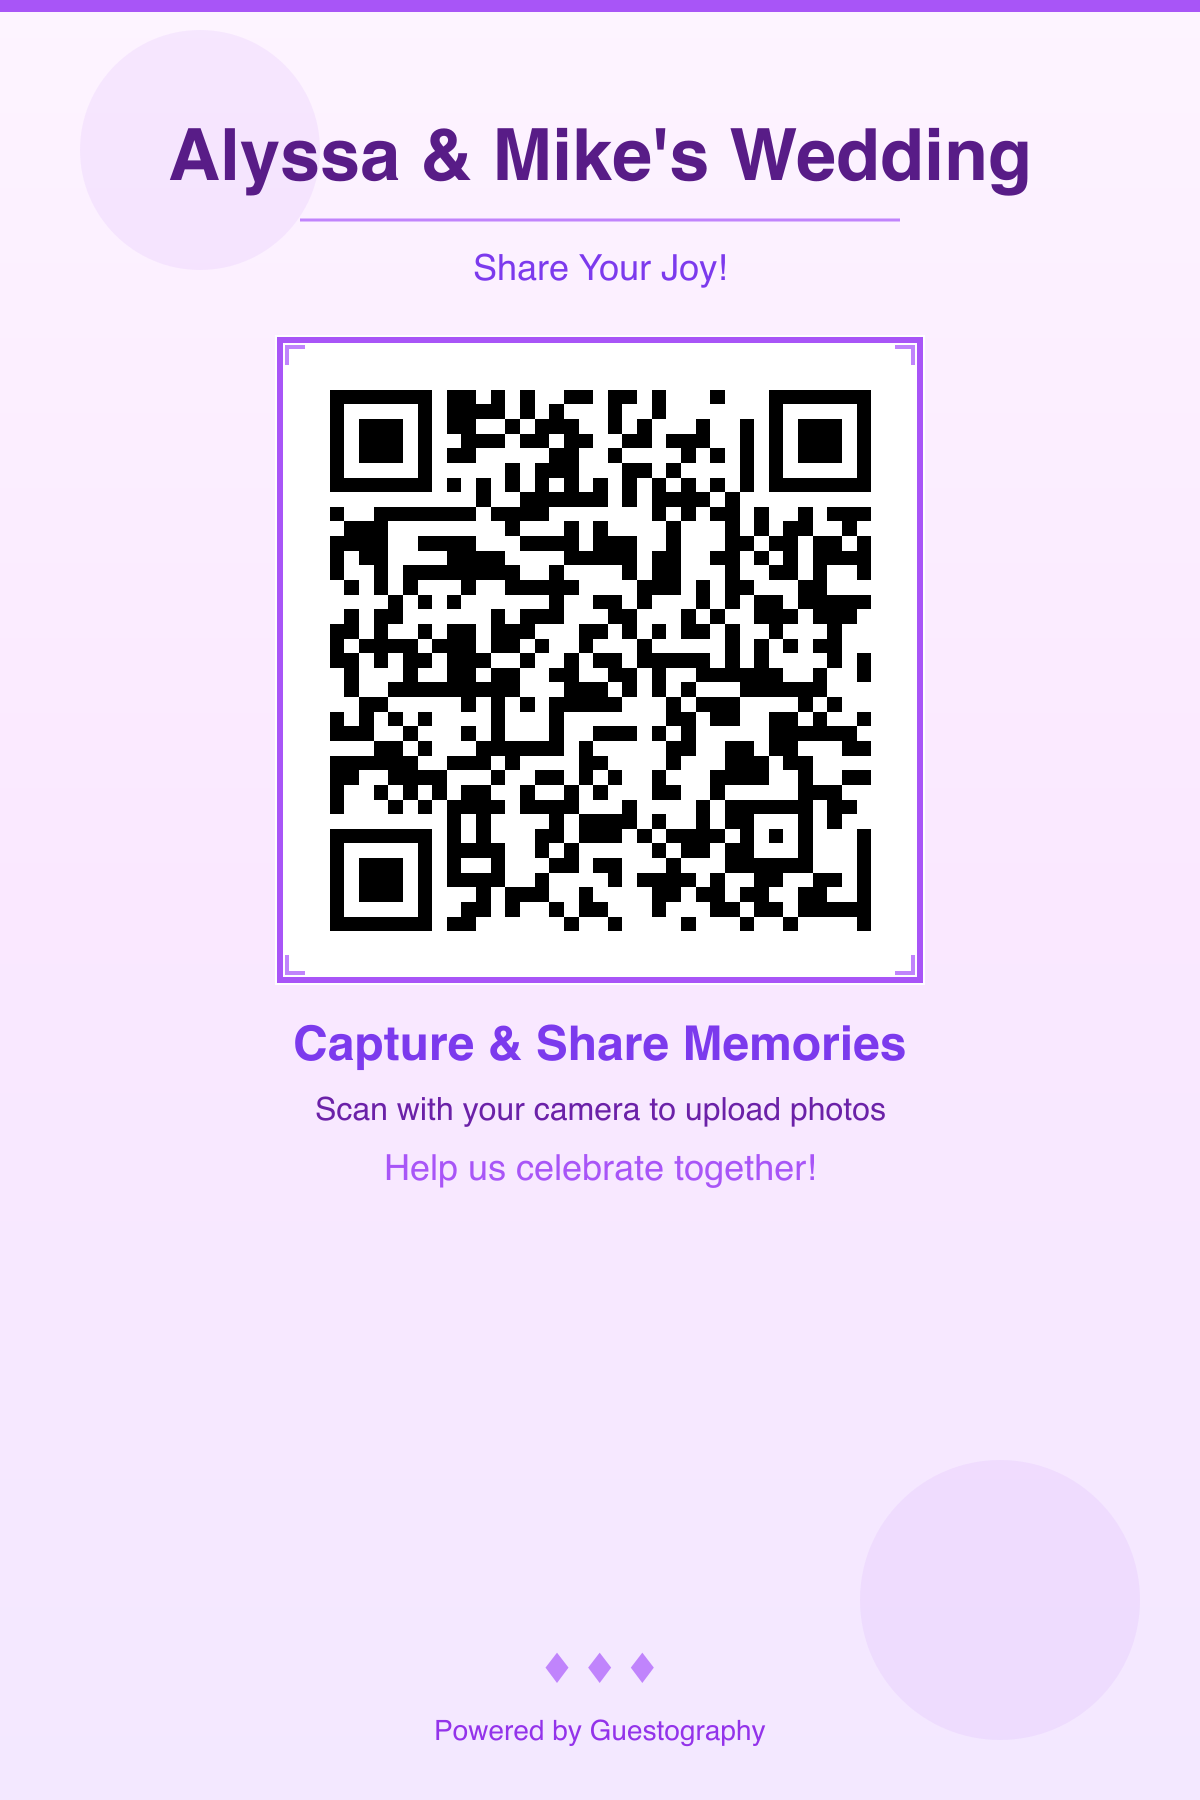 Alyssa & Mike's Wedding
Share Your Joy!
Capture & Share Memories
Scan with your camera to upload photos
Help us celebrate together!
Powered by Guestography